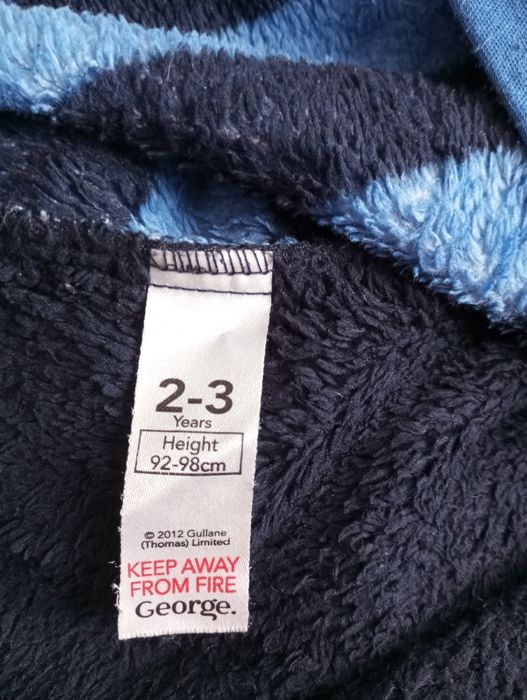 2-3
Years
Height
92-98cm
© 2012 Gullane
(Thomas) Limited
KEEP AWAY
FROM FIRE
George.